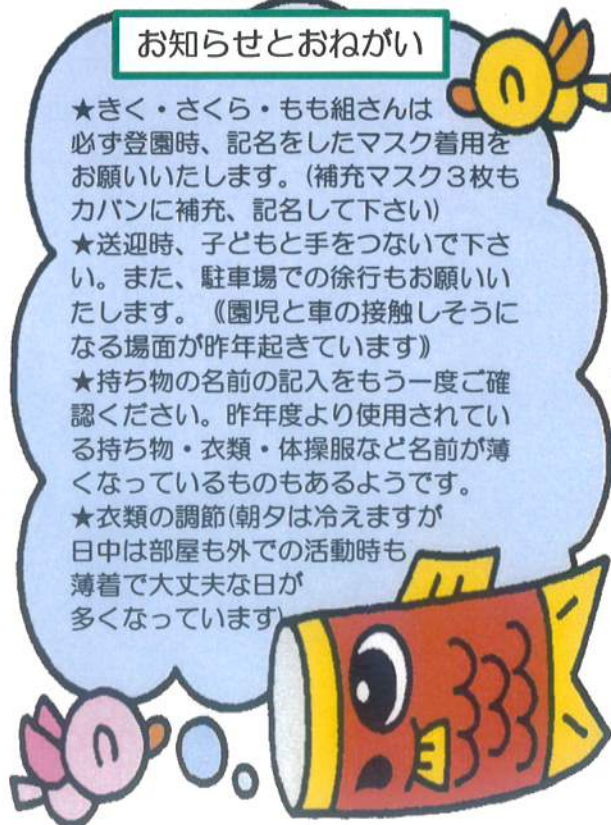 お知らせとおねがい
★きく・さくら・もも組さんは
必ず登園時、記名をしたマスク着用を
お願いいたします。(補充マスク３枚も
カバンに補充、記名して下さい)
★送迎時、子どもと手をつないで下さ
い。また、駐車場での徐行もお願いい
たします。《園児と車の接触しそうに
なる場面が昨年起きています》
★持ち物の名前の記入をもう一度ご確
認ください。昨年度より使用されてい
る持ち物・衣類・体操服など名前が薄
くなっているものもあるようです。
★衣類の調節(朝夕は冷えますが
日中は部屋も外での活動時も
薄着で大丈夫な日が
多くなっています)